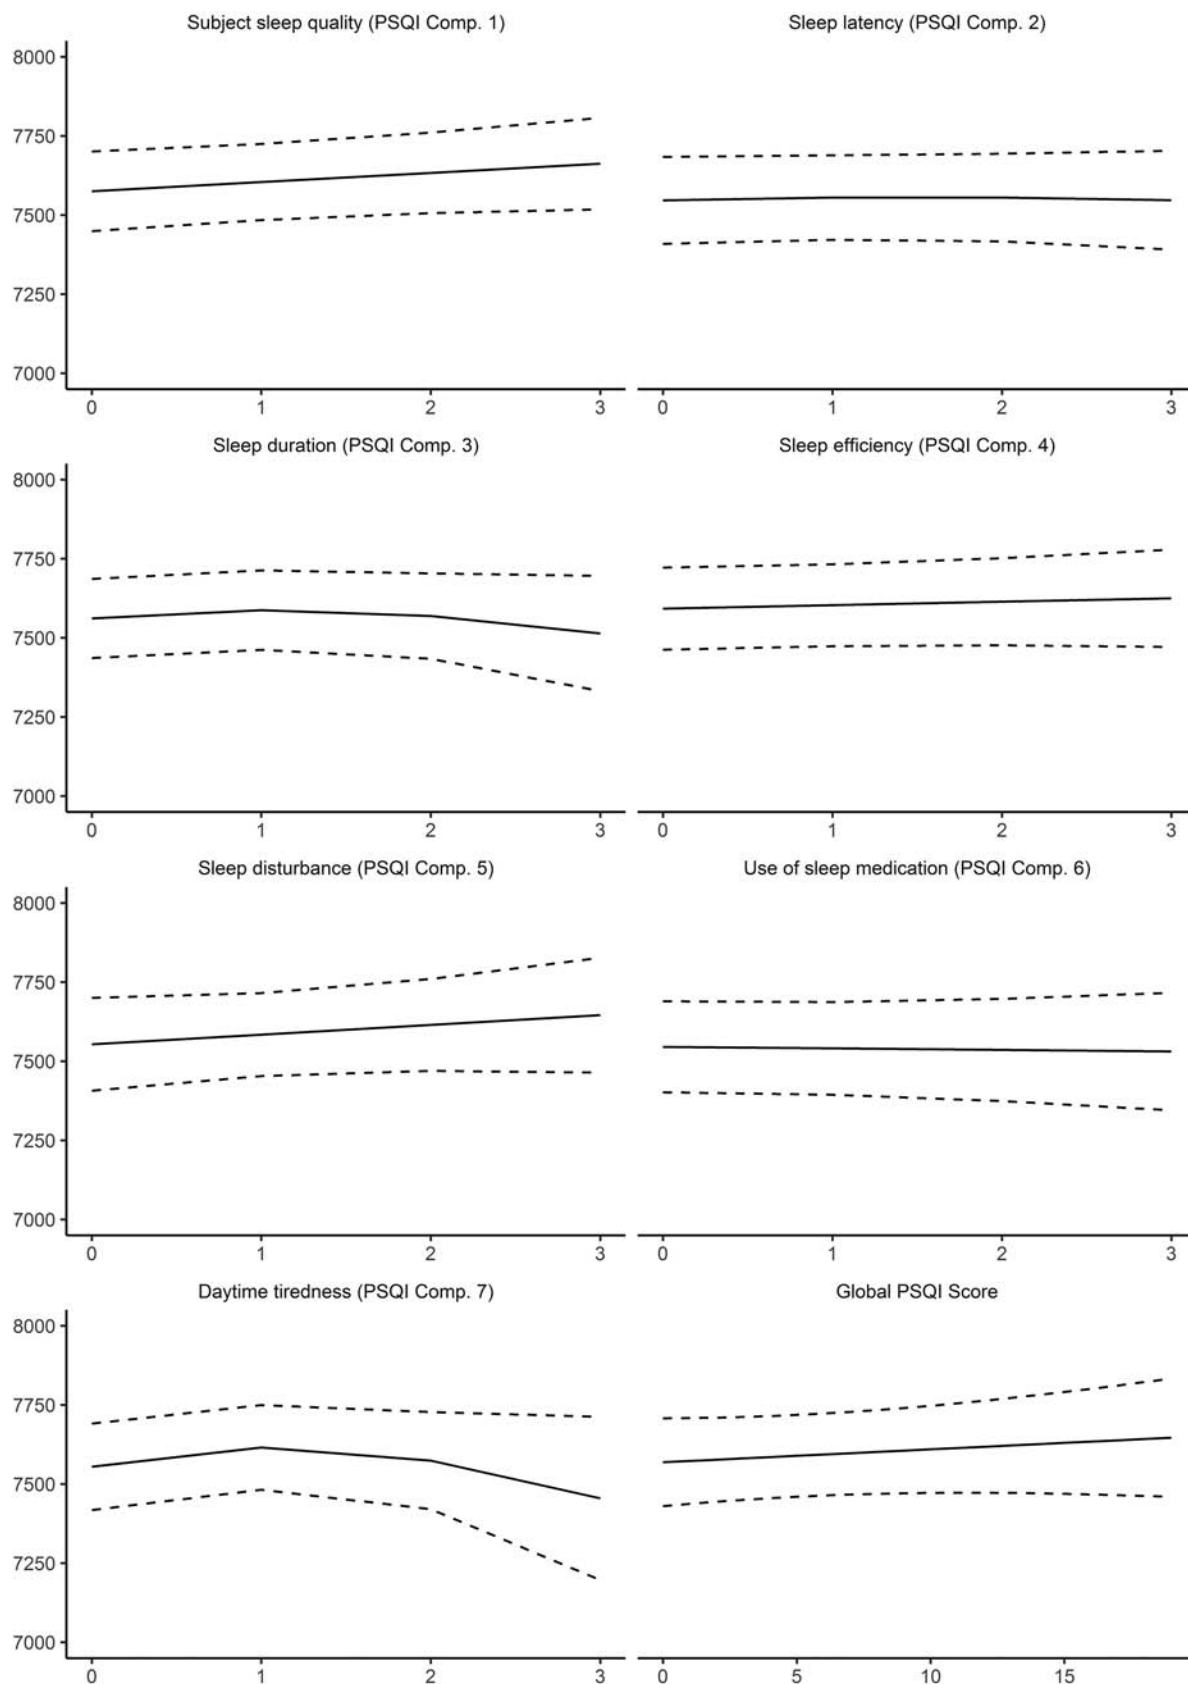 Subject sleep quality (PSQI Comp. 1)
Sleep latency (PSQI Comp. 2)
8000
7750
7500
7250
7000
0 1 2 3
0 1 2 3
Sleep duration (PSQI Comp. 3)
Sleep efficiency (PSQI Comp. 4)
8000
7750
7500
7250
7000
0 1 2 3
0 1 2 3
Sleep disturbance (PSQI Comp. 5)
Use of sleep medication (PSQI Comp. 6)
8000
7750
7500
7250
7000
0 1 2 3
0 1 2 3
Daytime tiredness (PSQI Comp. 7)
Global PSQI Score
8000
7750
7500
7250
7000
0 1 2 3
0 5 10 15